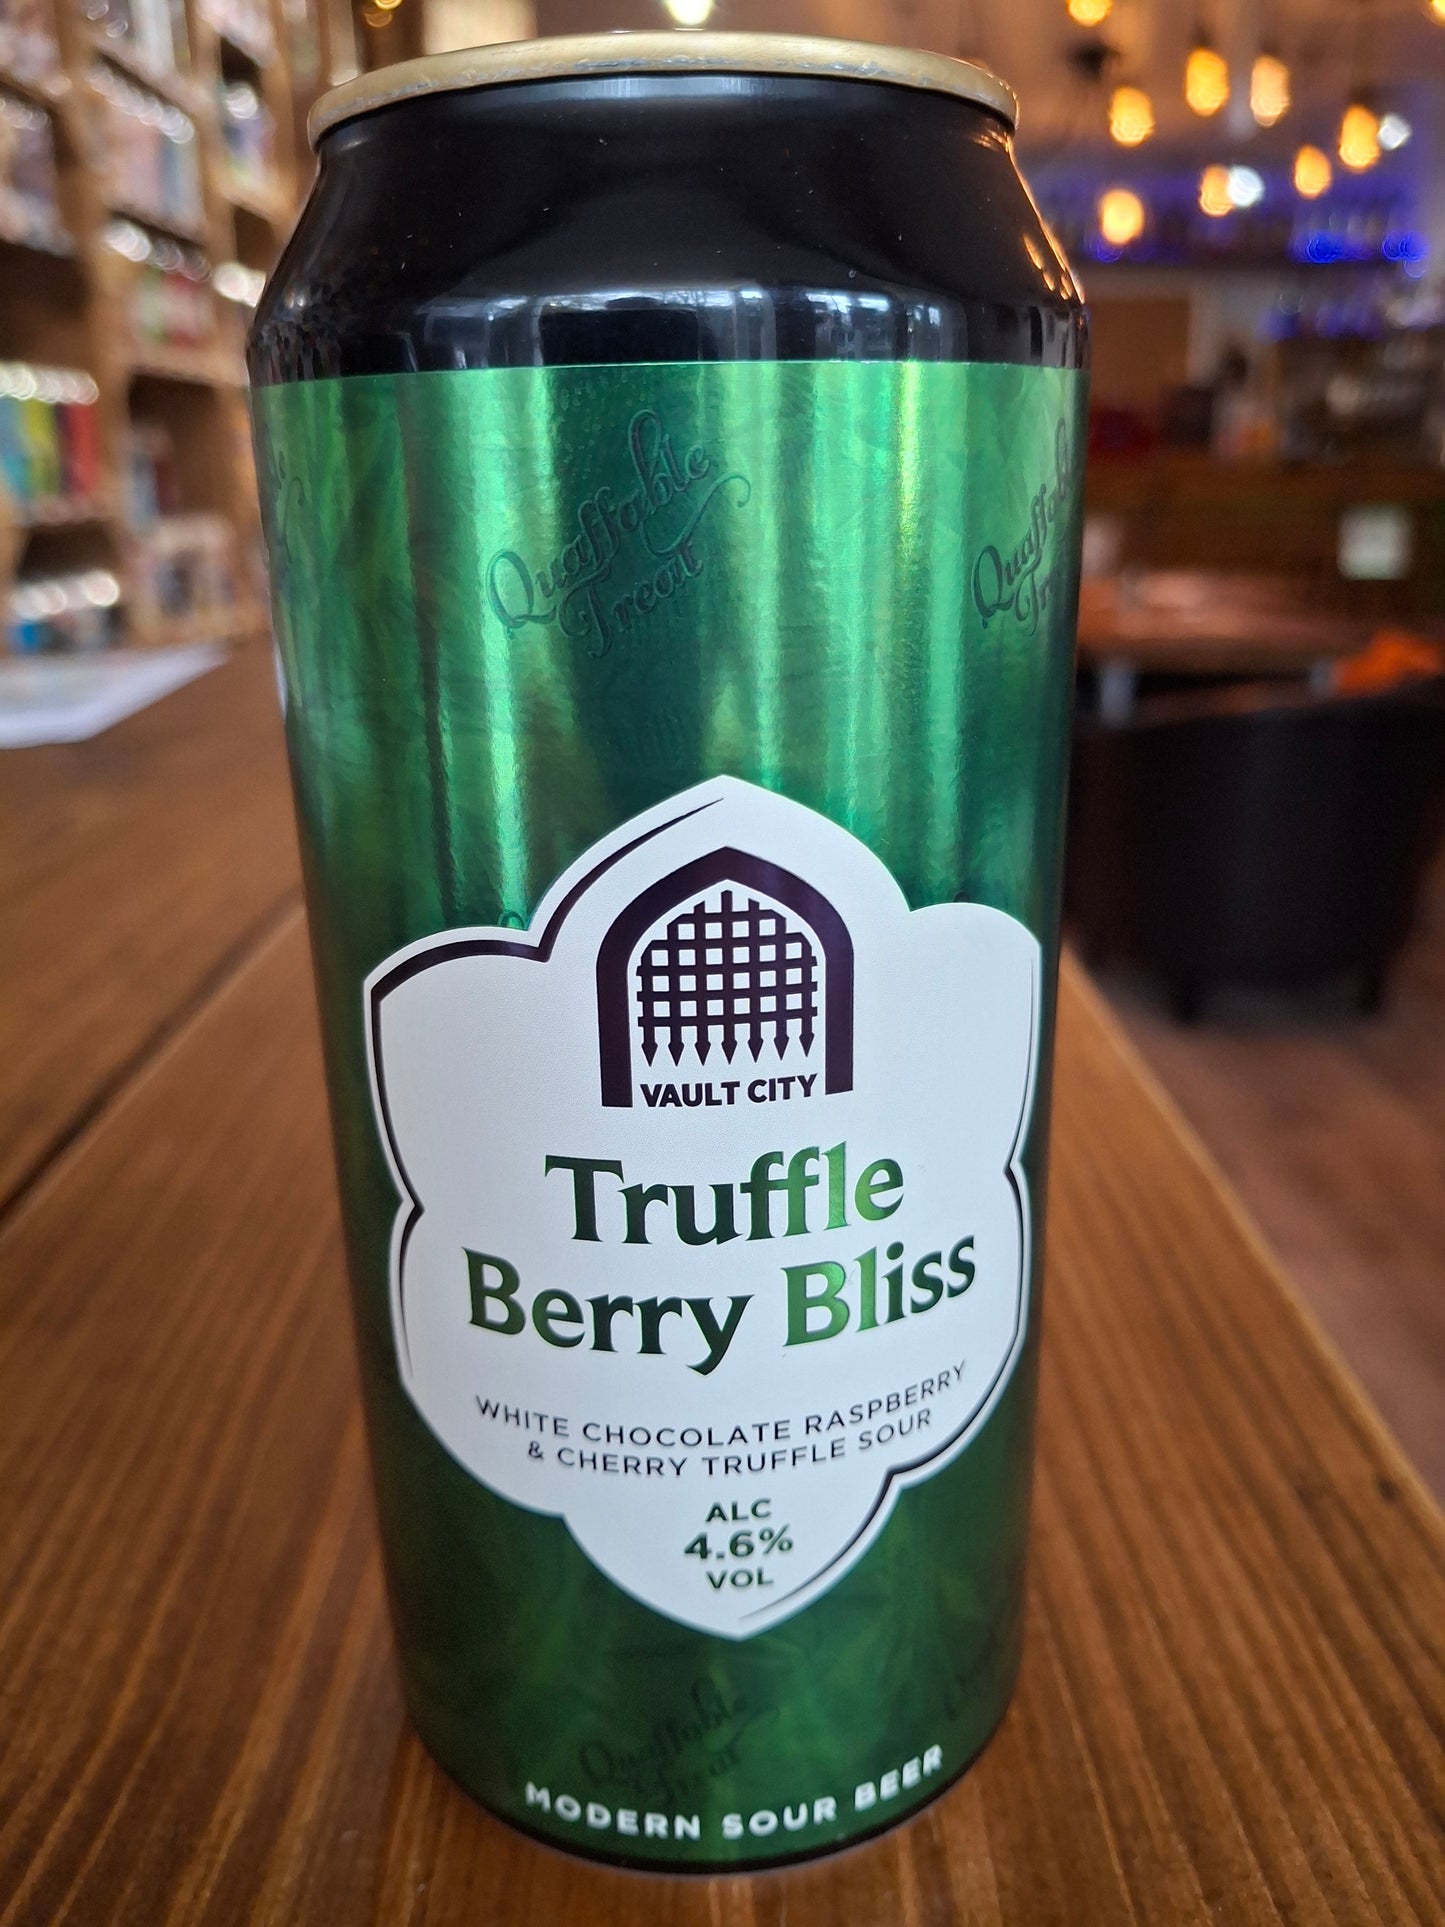 Quaffable
Treat
Quaffable
VAULT CITY
Truffle
Berry Bliss
WHITE CHOCOLATE RASPBERRY
& CHERRY TRUFFLE SOUR
ALC
4.6%
VOL
Quaffable
Treat
MODERN SOUR BEER